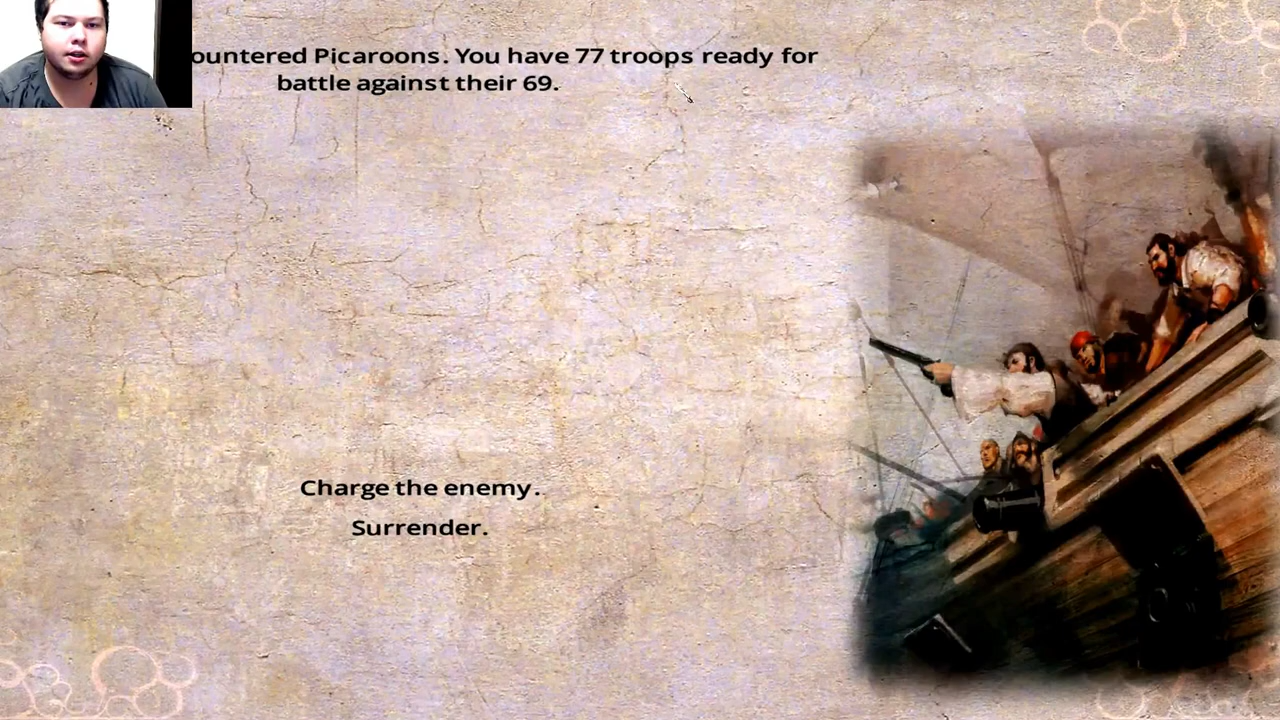 ountered Picaroons. You have 77 troops ready for
battle against their 69.
Charge the enemy.
Surrender.